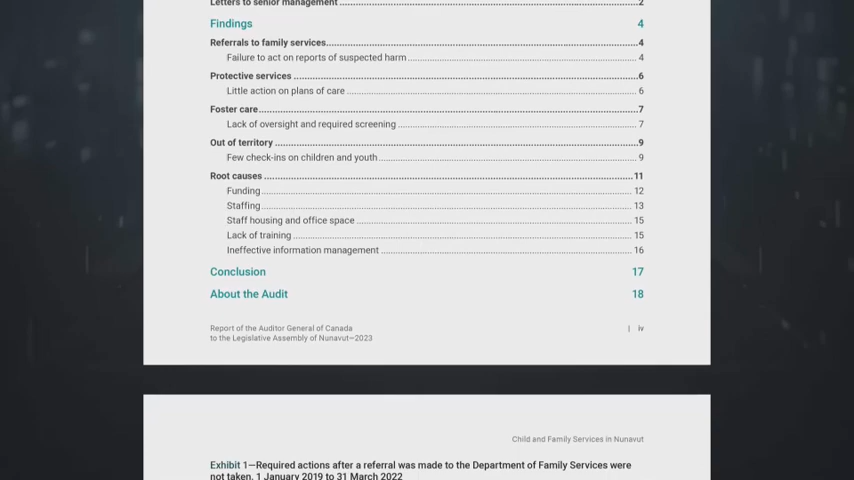 Letters to senior management 2
Findings 4
Referrals to family services 4
Failure to act on reports of suspected harm 4
Protective services 6
Little action on plans of care 6
Foster care 7
Lack of oversight and required screening 7
Out of territory 9
Few check-ins on children and youth 9
Root causes 11
Funding 12
Staffing 13
Staff housing and office space 15
Lack of training 15
Ineffective information management 16
Conclusion 17
About the Audit 18
Report of the Auditor General of Canada
to the Legislative Assembly of Nunavut—2023 | iv
Child and Family Services in Nunavut
Exhibit 1—Required actions after a referral was made to the Department of Family Services were
not taken, 1 January 2019 to 31 March 2022